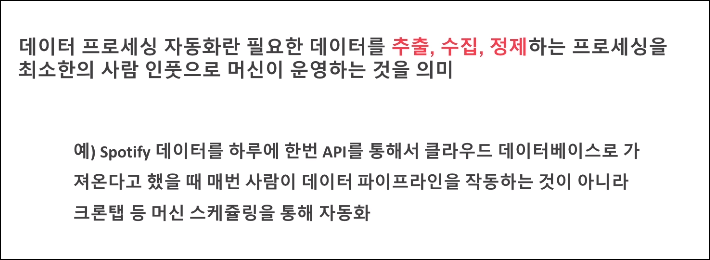 데이터 프로세싱 자동화란 필요한 데이터를 추출, 수집, 정제하는 프로세싱을
최소한의 사람 인풋으로 머신이 운영하는 것을 의미
예) Spotify 데이터를 하루에 한번 API를 통해서 클라우드 데이터베이스로 가
져온다고 했을 때 매번 사람이 데이터 파이프라인을 작동하는 것이 아니라
크론탭 등 머신 스케쥴링을 통해 자동화